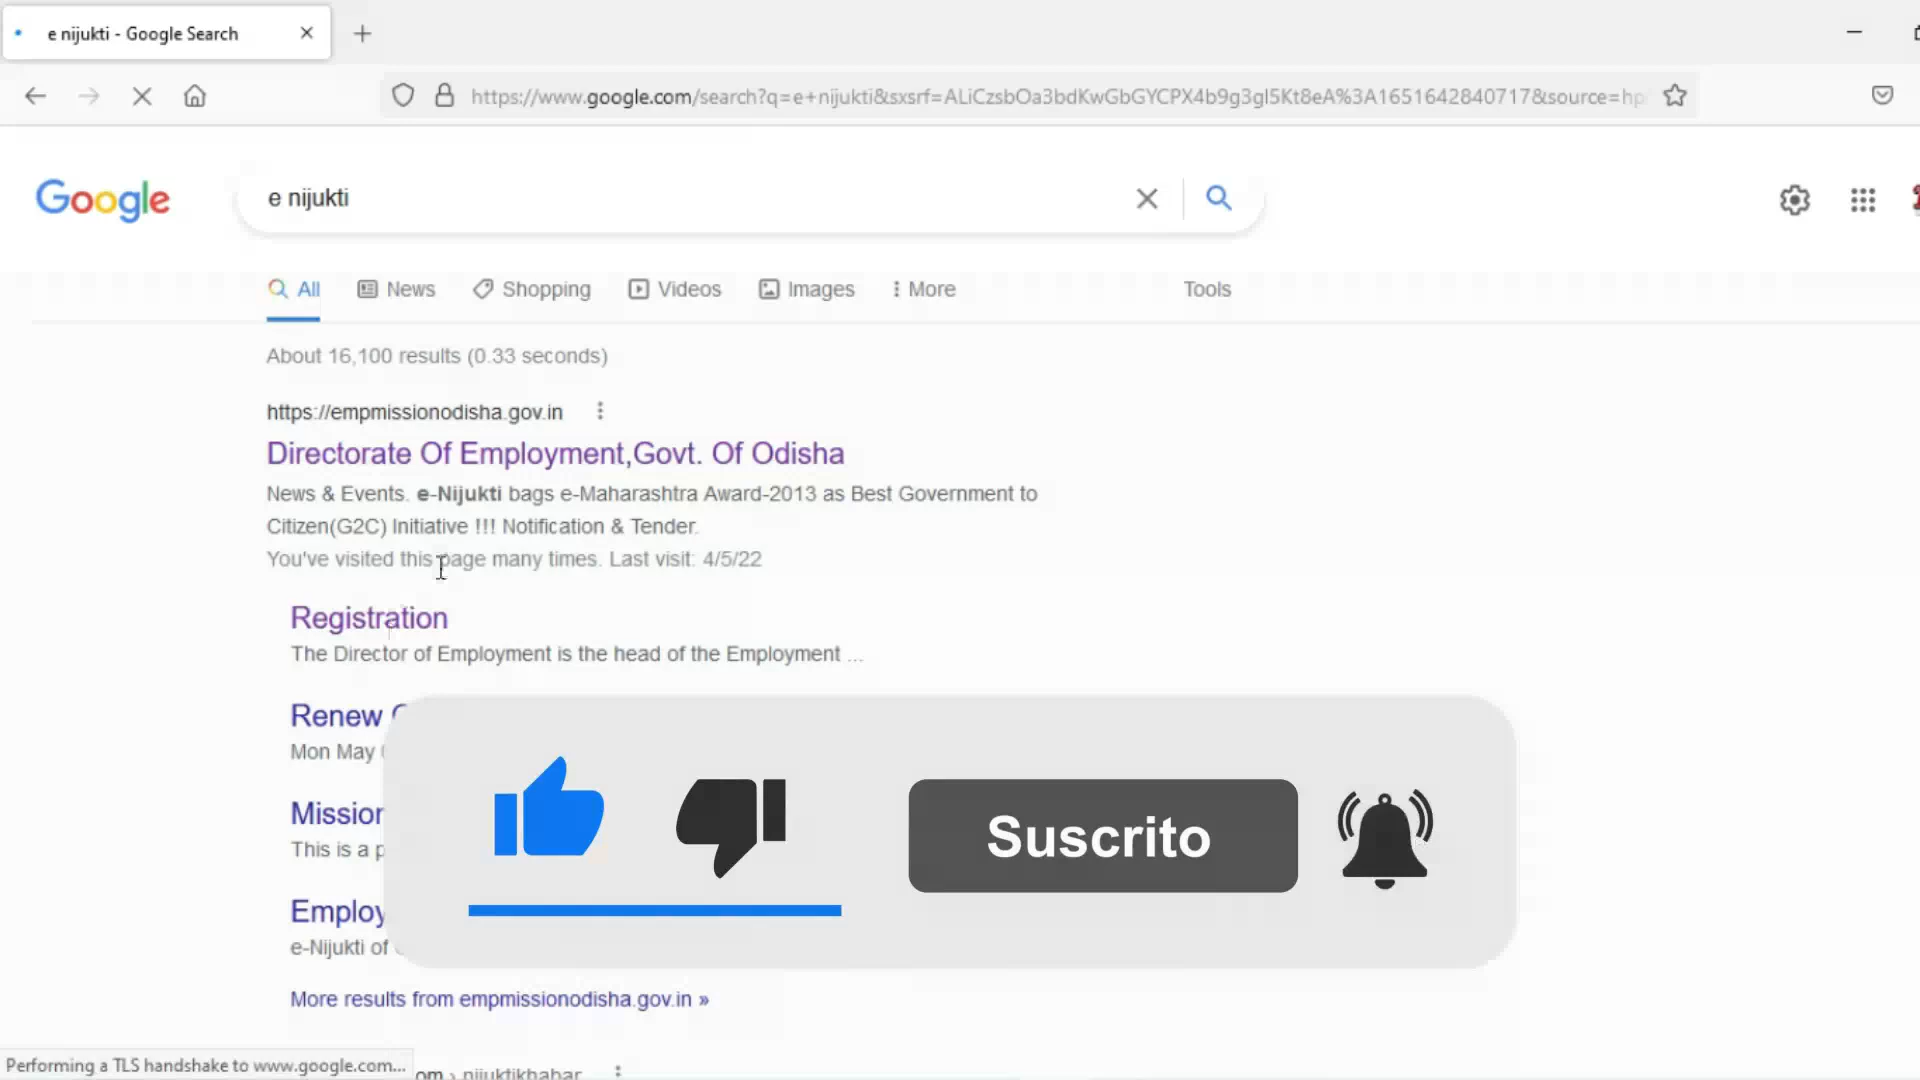 e nijukti - Google Search
https://www.google.com/search?q=e+nijukti&sxsrf=ALiCzsbOa3bdKwGbGYCPX4b9g3gl5Kt8eA%3A1651642840717&source=hp
Google
e nijukti
All News Shopping Videos Images More Tools
About 16,100 results (0.33 seconds)
https://empmissionodisha.gov.in
Directorate Of Employment,Govt. Of Odisha
News & Events. e-Nijukti bags e-Maharashtra Award-2013 as Best Government to
Citizen(G2C) Initiative !!! Notification & Tender.
You've visited this page many times. Last visit: 4/5/22
Registration
The Director of Employment is the head of the Employment ...
Renew
Mon May
Mission
This is a
Suscrito
Employ
e-Nijukti of
More results from empmissionodisha.gov.in »
Performing a TLS handshake to www.google.com...
om › nijuktikhabar